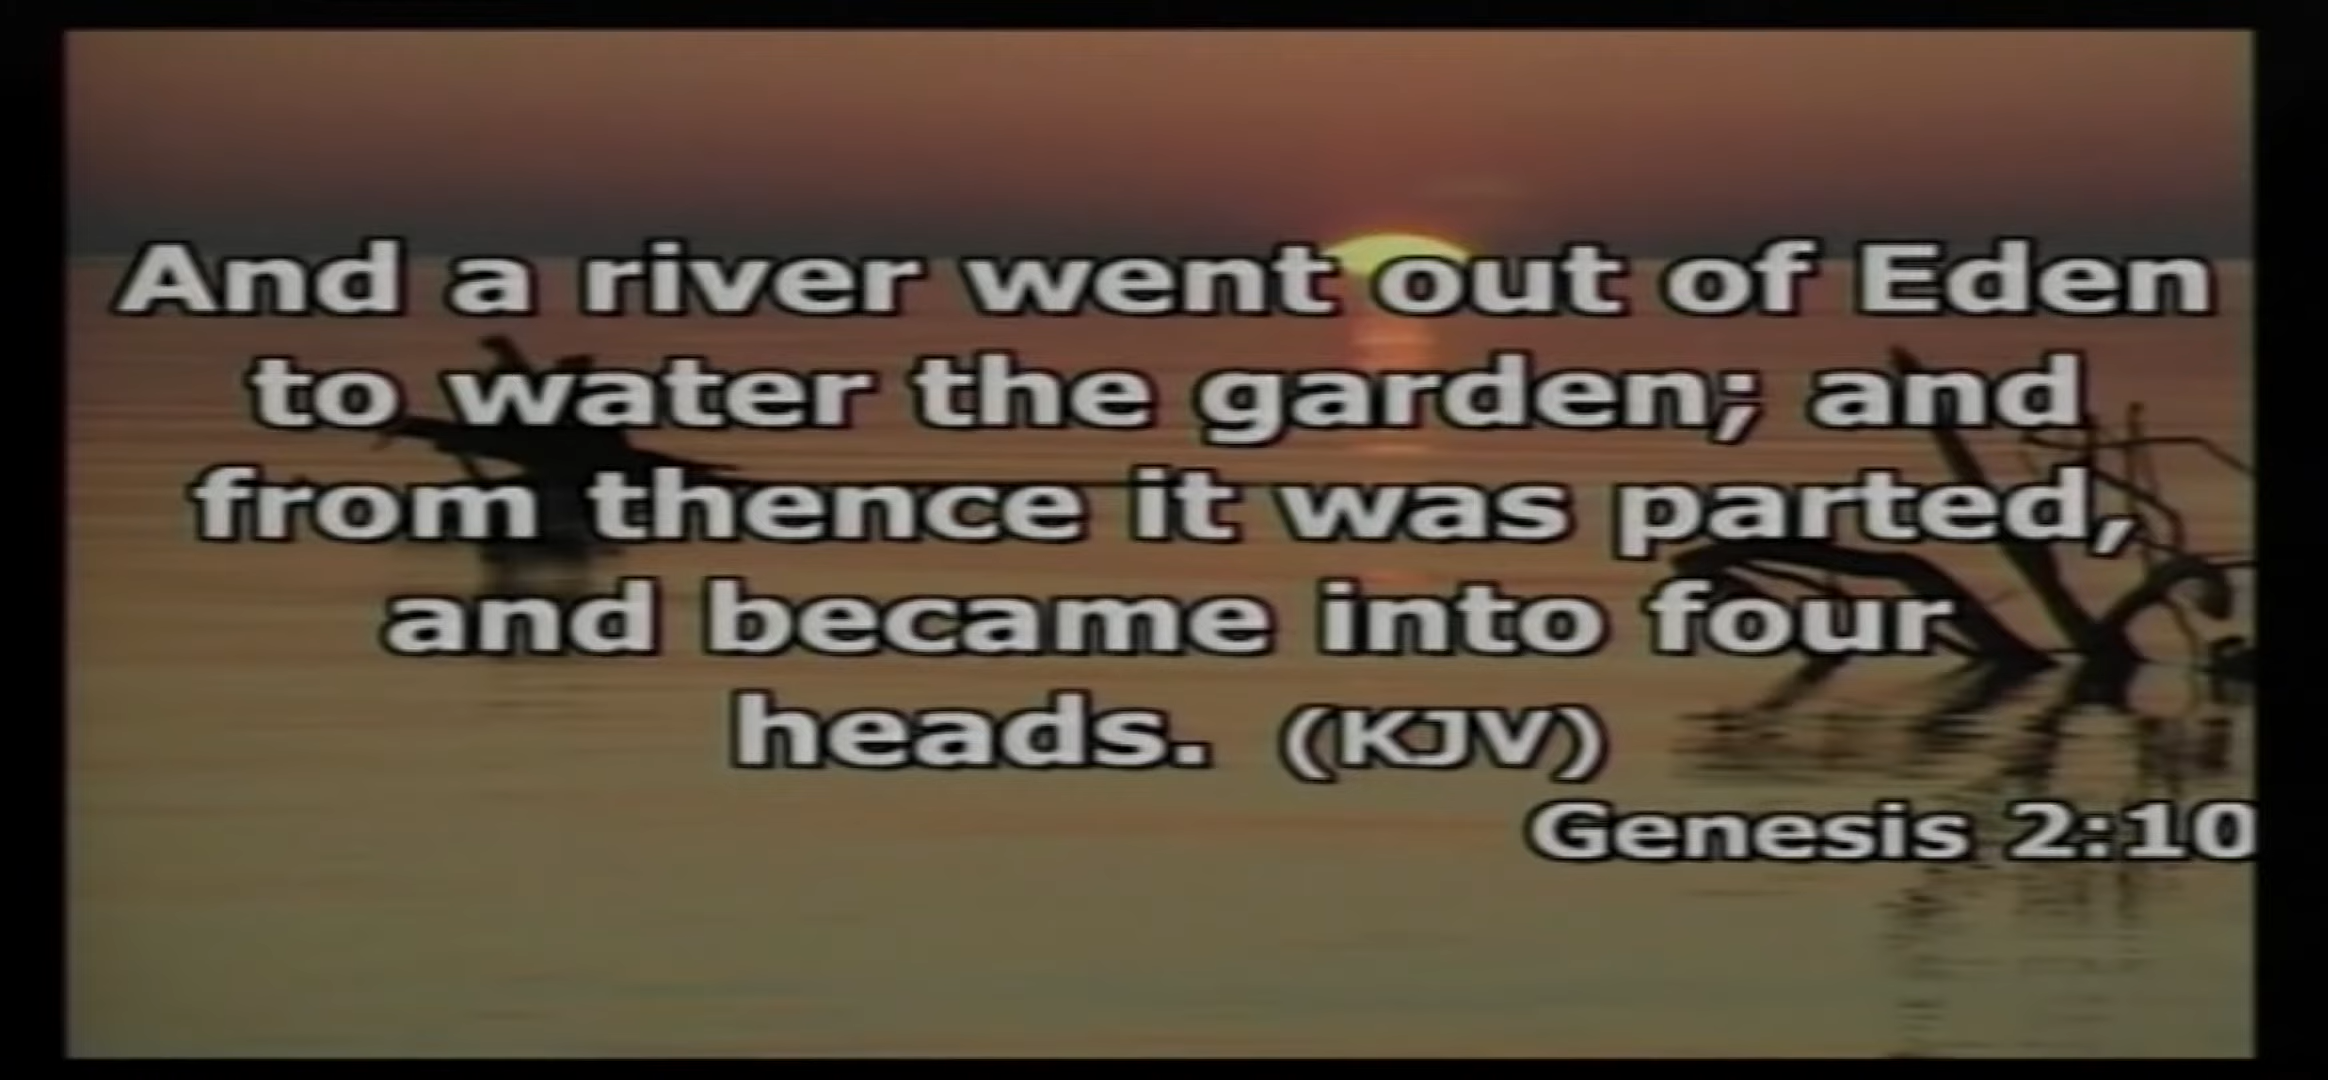 And a river went out of Eden
to water the garden; and
from thence it was parted,
and became into four
heads. (KJV)
Genesis 2:10